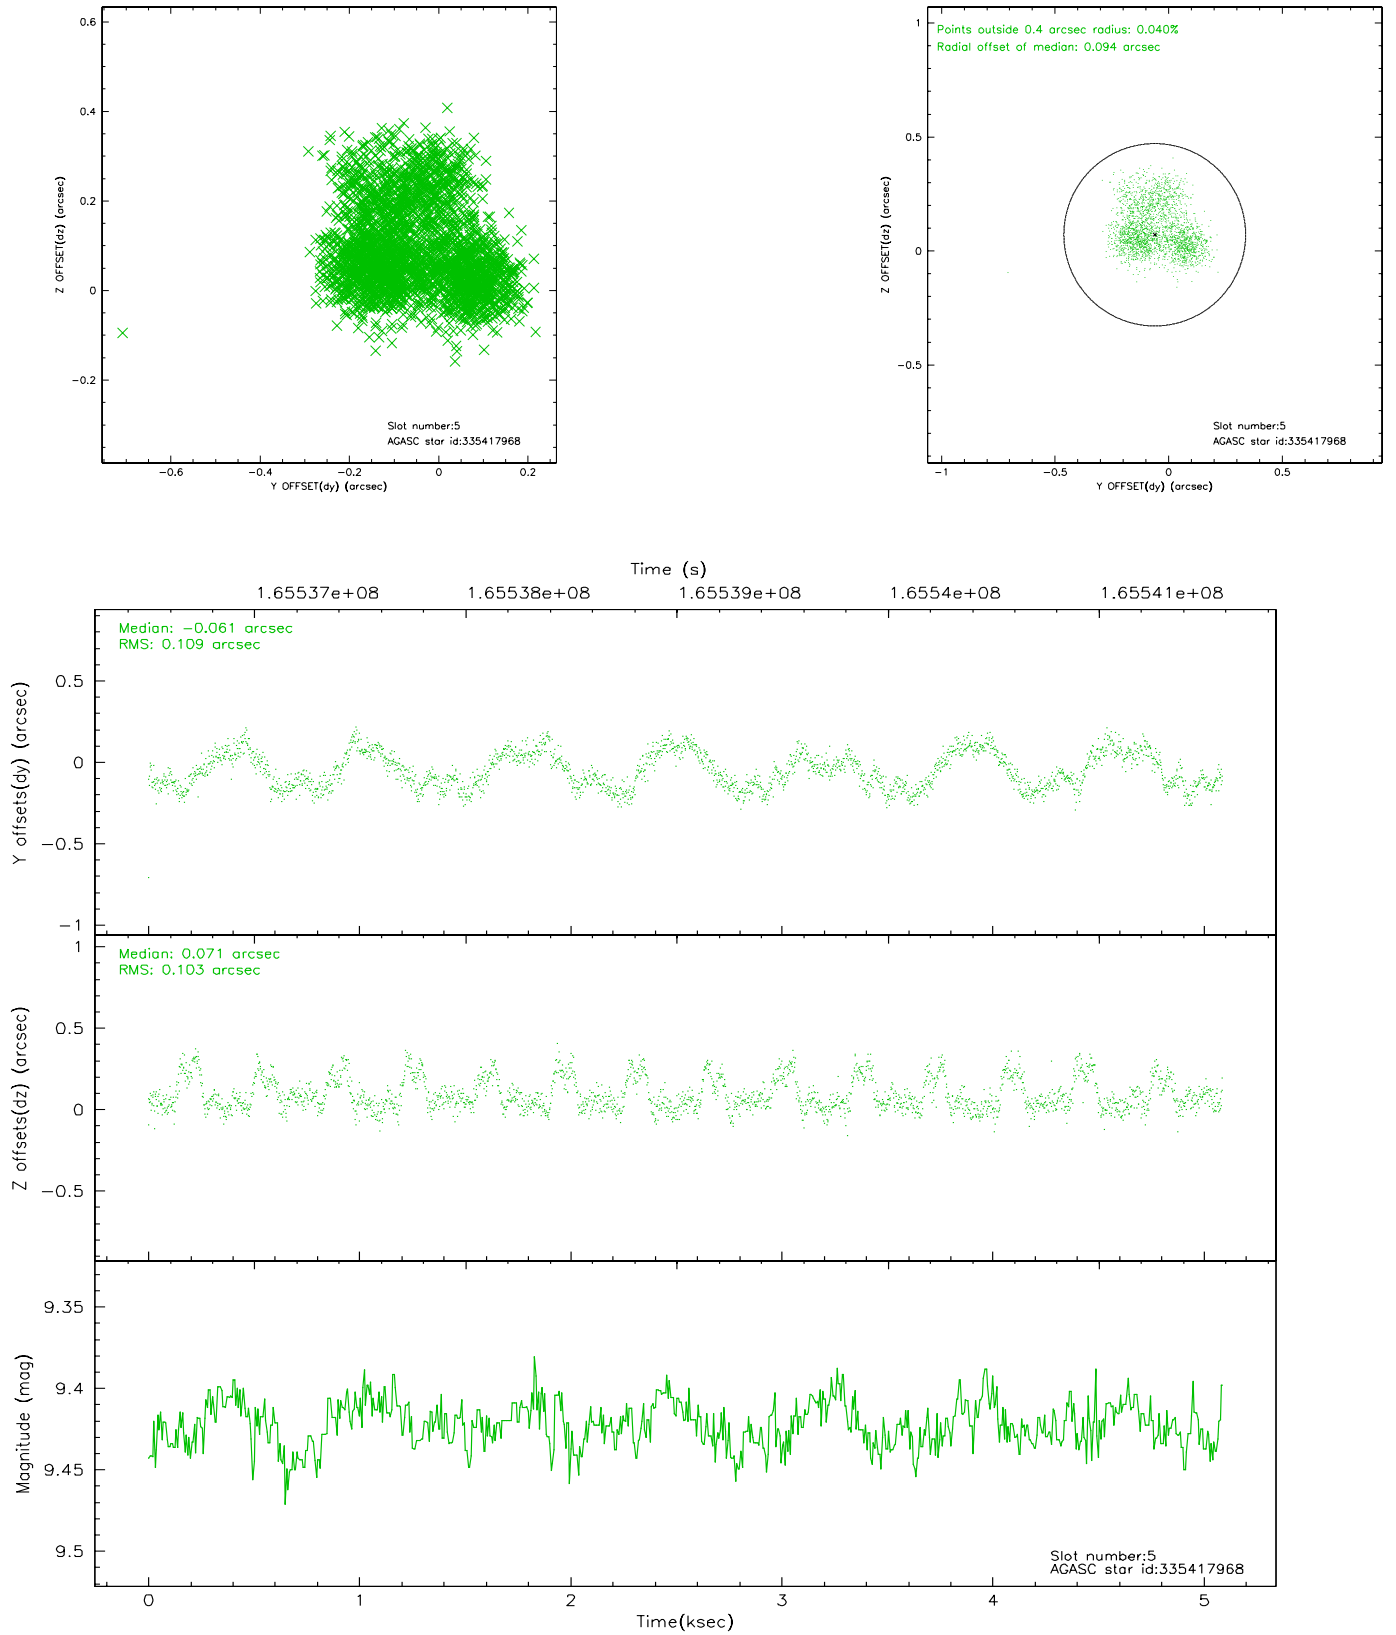 0.6
0.4
0.2
0
−0.2
Z OFFSET(dz) (arcsec)
Slot number:5
AGASC star id:335417968
−0.6 −0.4 −0.2 0 0.2
Y OFFSET(dy) (arcsec)
Points outside 0.4 arcsec radius: 0.040%
Radial offset of median: 0.094 arcsec
1
0.5
0
−0.5
Z OFFSET(dz) (arcsec)
Slot number:5
AGASC star id:335417968
−1 −0.5 0 0.5
Y OFFSET(dy) (arcsec)
Time (s)
1.65537e+08 1.65538e+08 1.65539e+08 1.6554e+08 1.65541e+08
Median: −0.061 arcsec
RMS: 0.109 arcsec
0.5
0
−0.5
−1
Y offsets(dy) (arcsec)
Median: 0.071 arcsec
RMS: 0.103 arcsec
1
0.5
0
−0.5
Z offsets(dz) (arcsec)
9.35
9.4
9.45
9.5
Magnitude (mag)
Slot number:5
AGASC star id:335417968
0 1 2 3 4 5
Time(ksec)